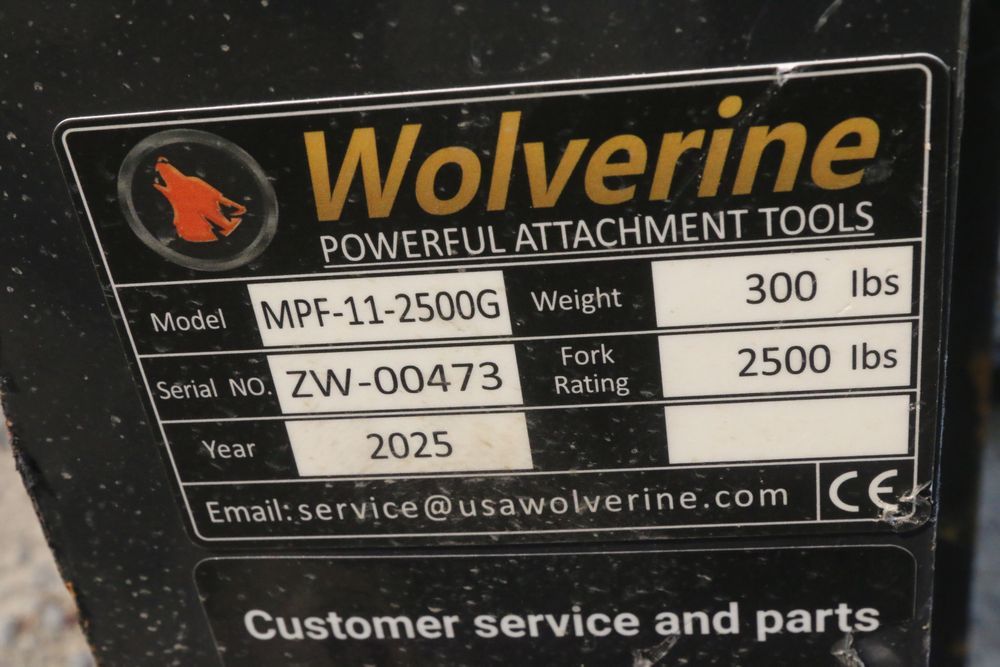 Wolverine
POWERFUL ATTACHMENT TOOLS
Model MPF-11-2500G Weight 300 lbs
Serial NO. ZW-00473 Fork Rating 2500 lbs
Year 2025
Email: service@usawolverine.com CE
Customer service and parts